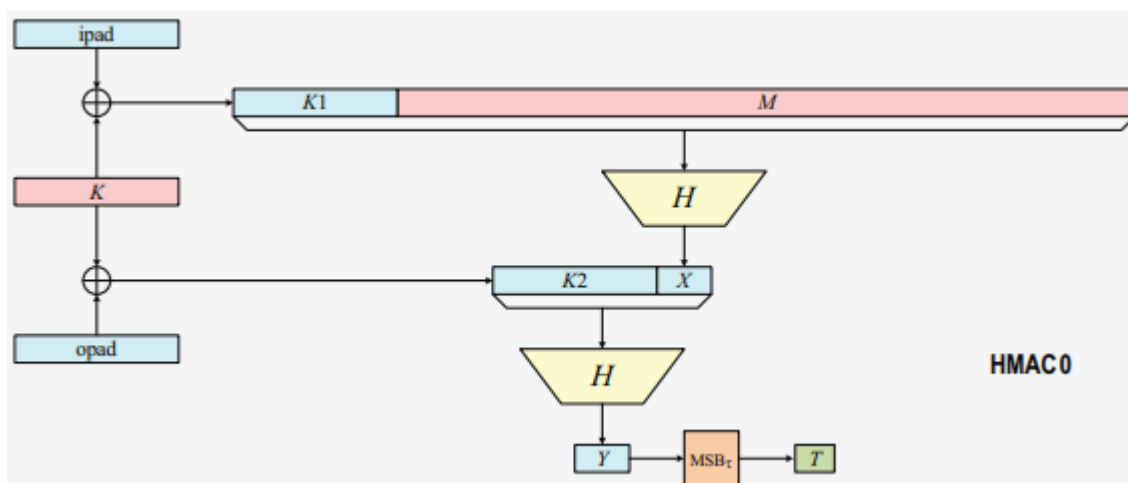 ipad
K1 M
K
H
K2 X
opad
H
HMAC0
Y MSBτ T